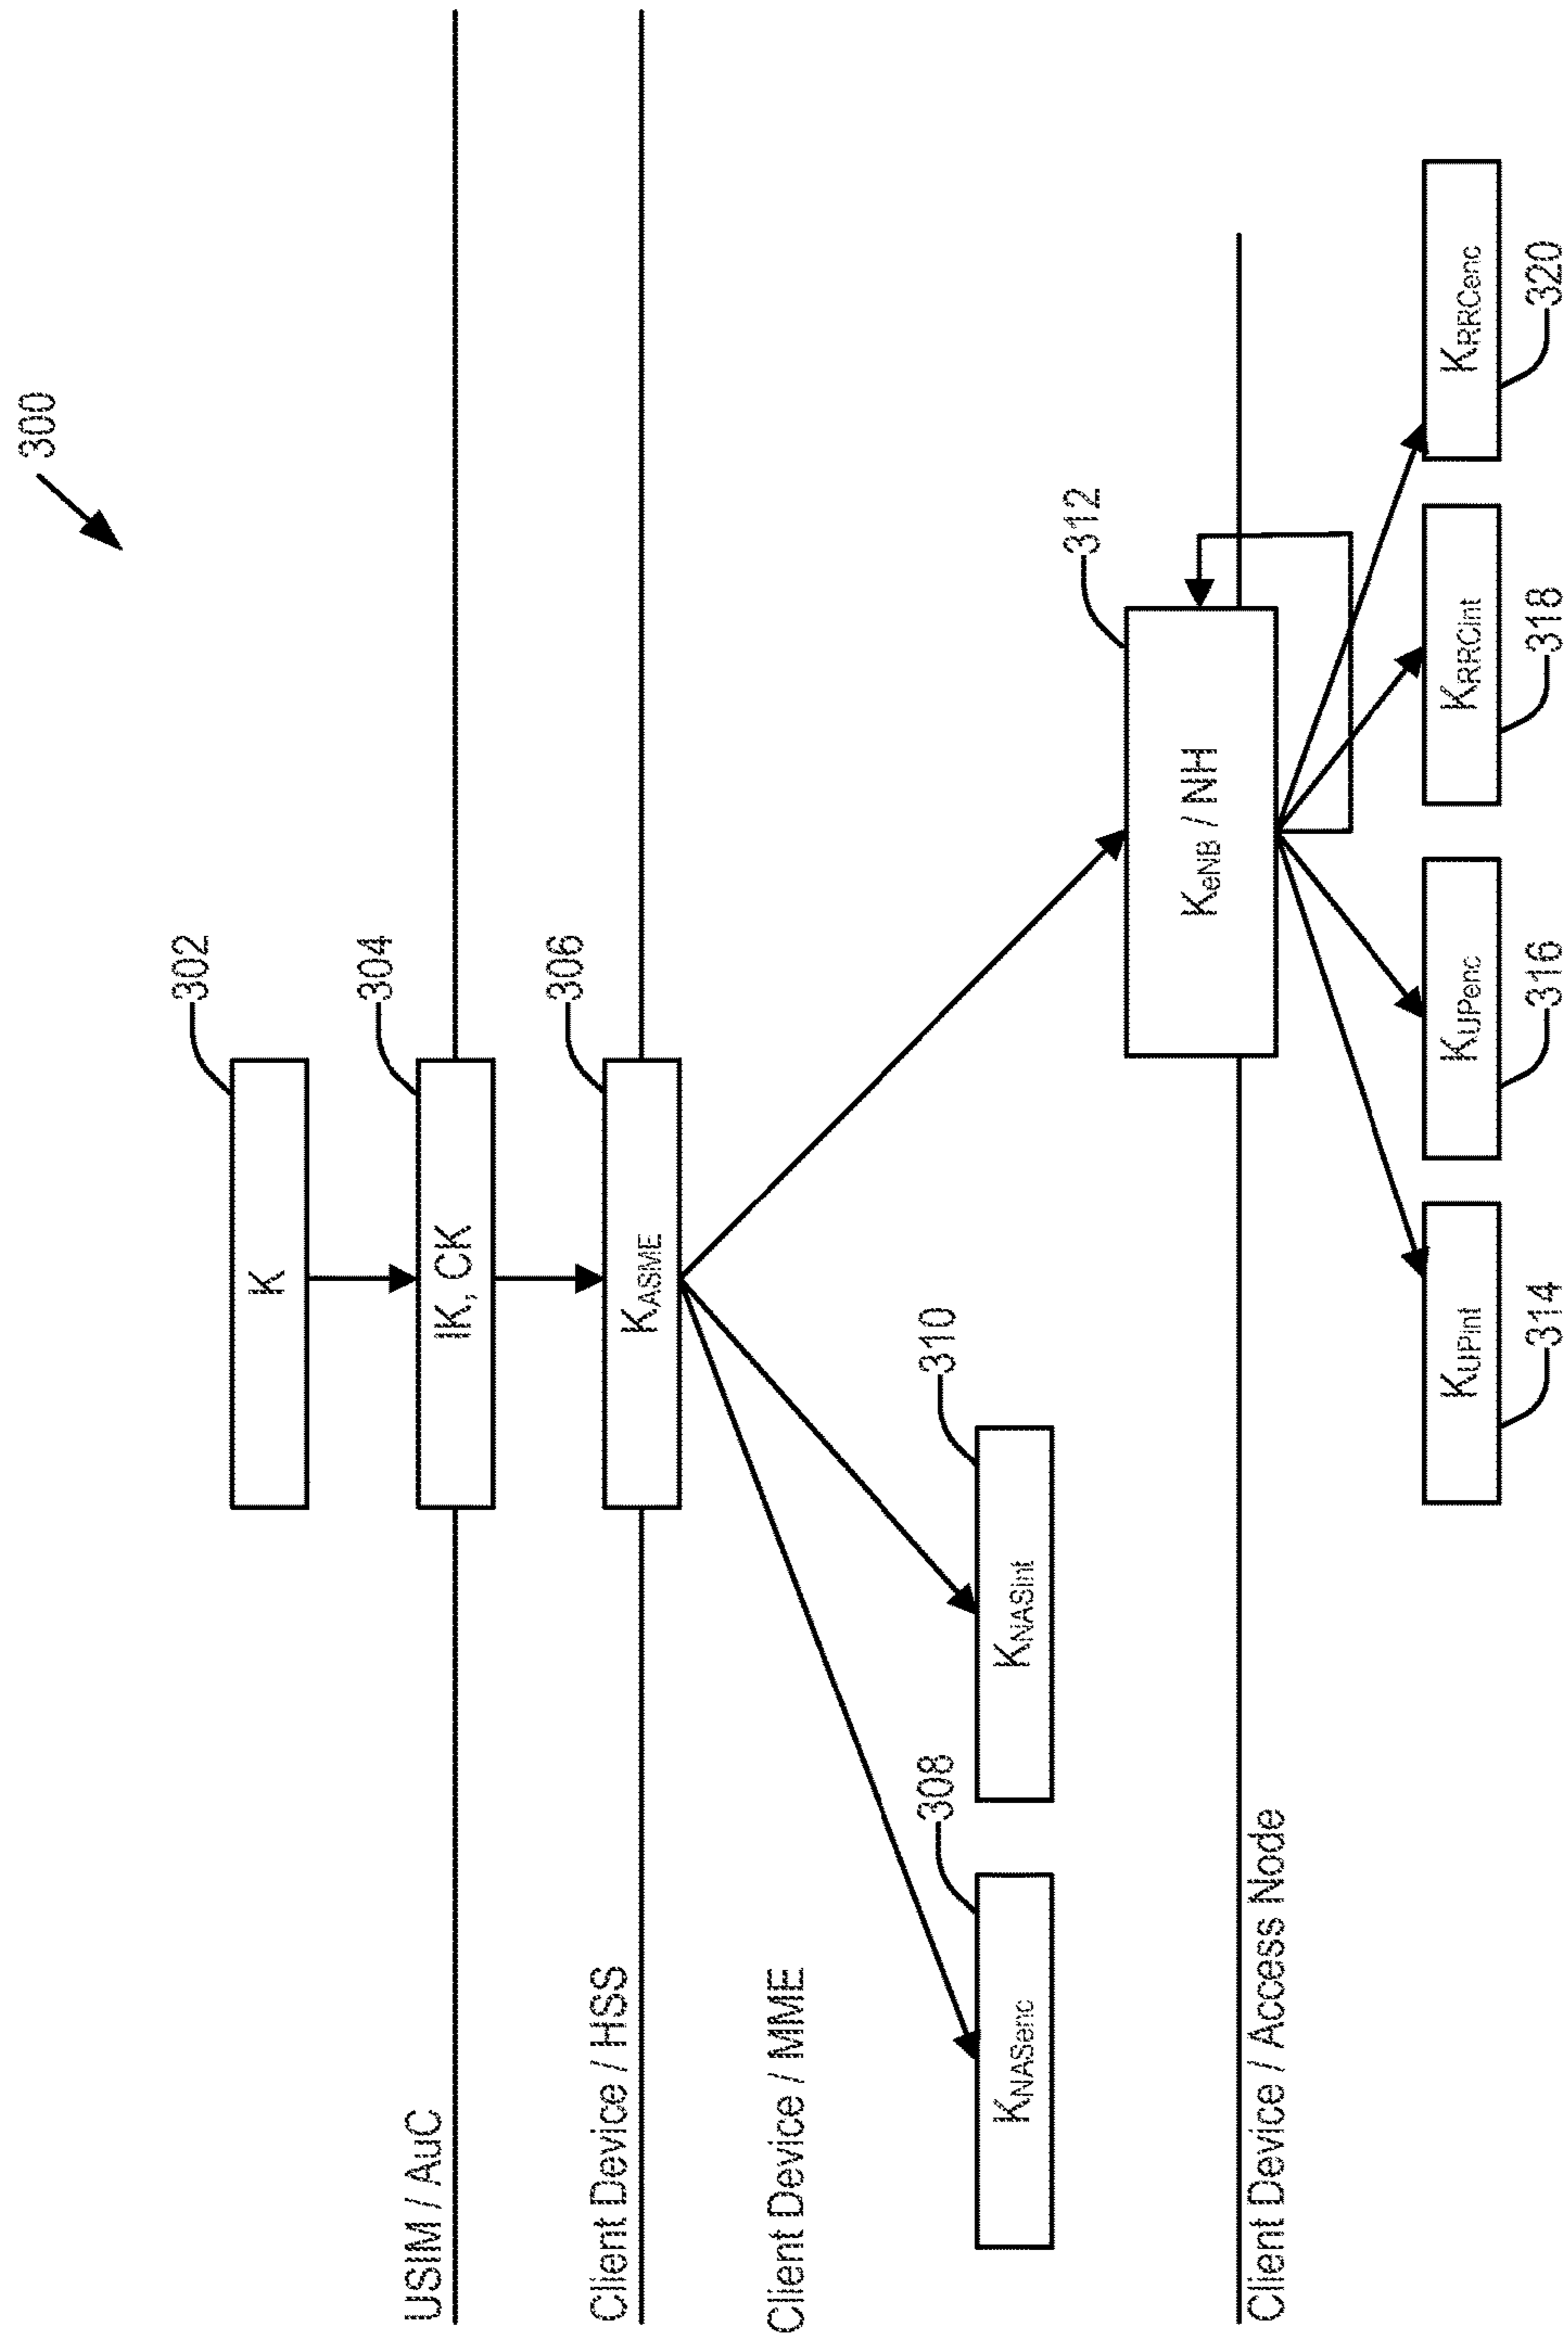 300
302
K
304
IK, CK
USIM / AuC
306
KASME
Client Device / HSS
Client Device / MME
308
310
KNASenc
KNASint
312
KeNB / NH
Client Device / Access Node
KUPint
KUPenc
KRRCint
KRRCenc
314
316
318
320